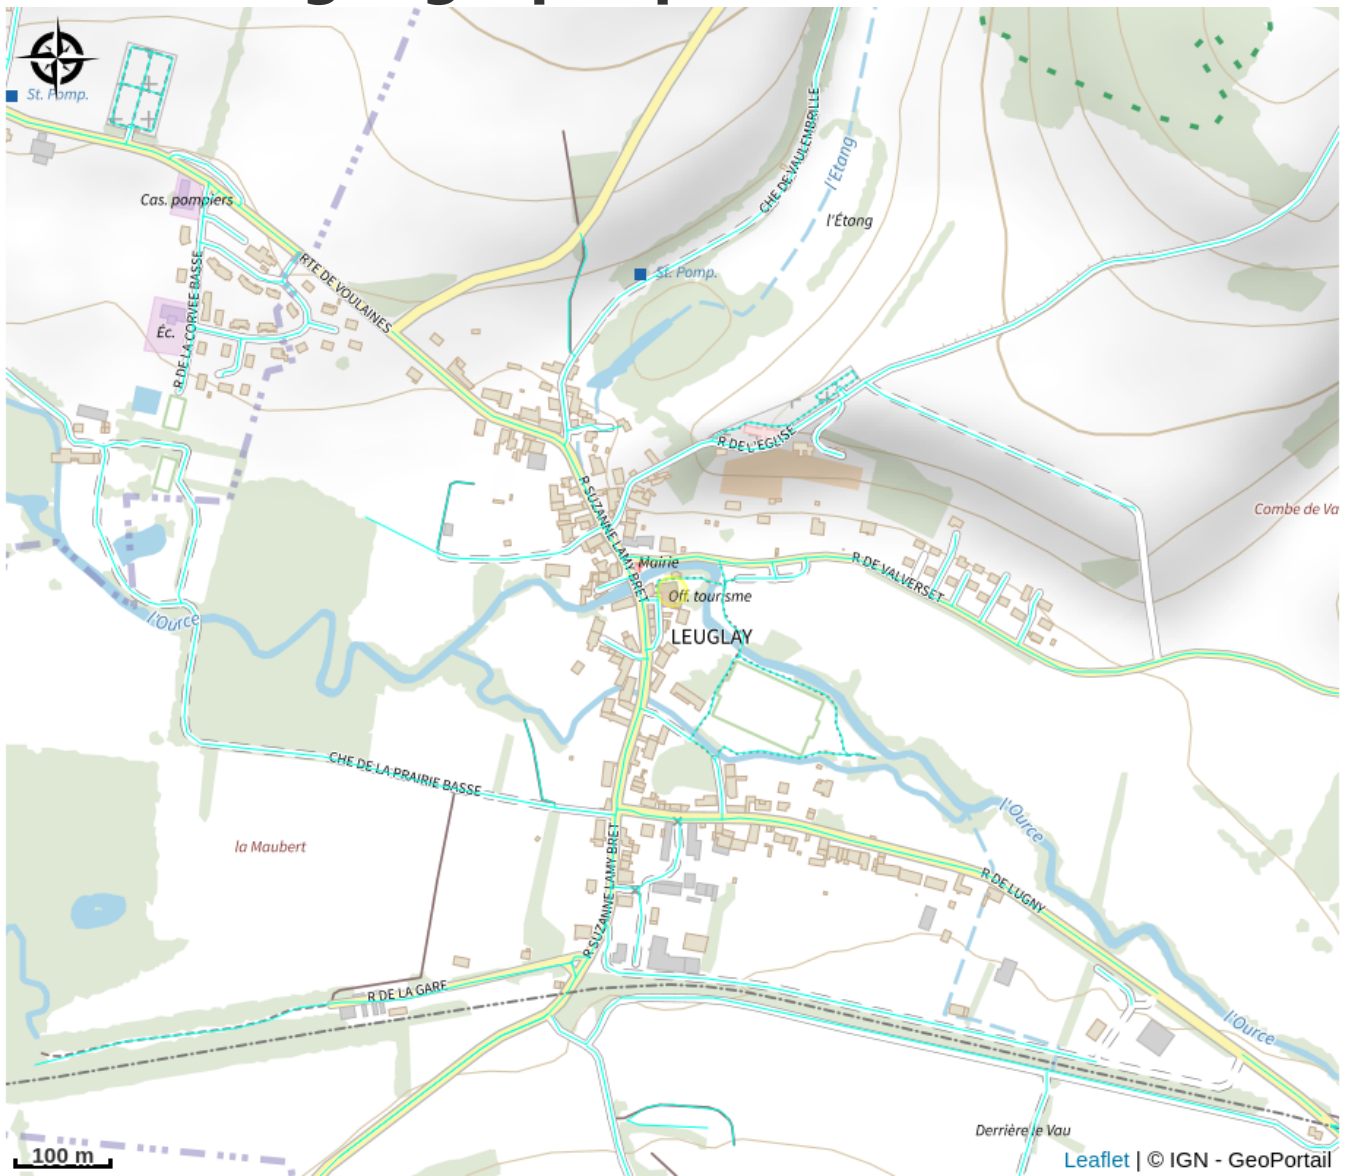 St. Pomp.
CHE DE VAULEMBRILLE
l'Etang
Cas. pompiers
l'Étang
RTE DE VOULAINES
St. Pomp.
R DE LA CORVEE BASSE
Éc.
R DE L'EGLISE
R SUZANNE LAMY BRET
Combe de Va
Mairie
R DE VALVERSET
Off. tourisme
l'Ource
LEUGLAY
CHE DE LA PRAIRIE BASSE
l'Ource
la Maubert
R SUZANNE LAMY BRET
R DE LUGNY
R DE LA GARE
l'Ource
Derrière le Vau
100 m
Leaflet | © IGN - GeoPortail